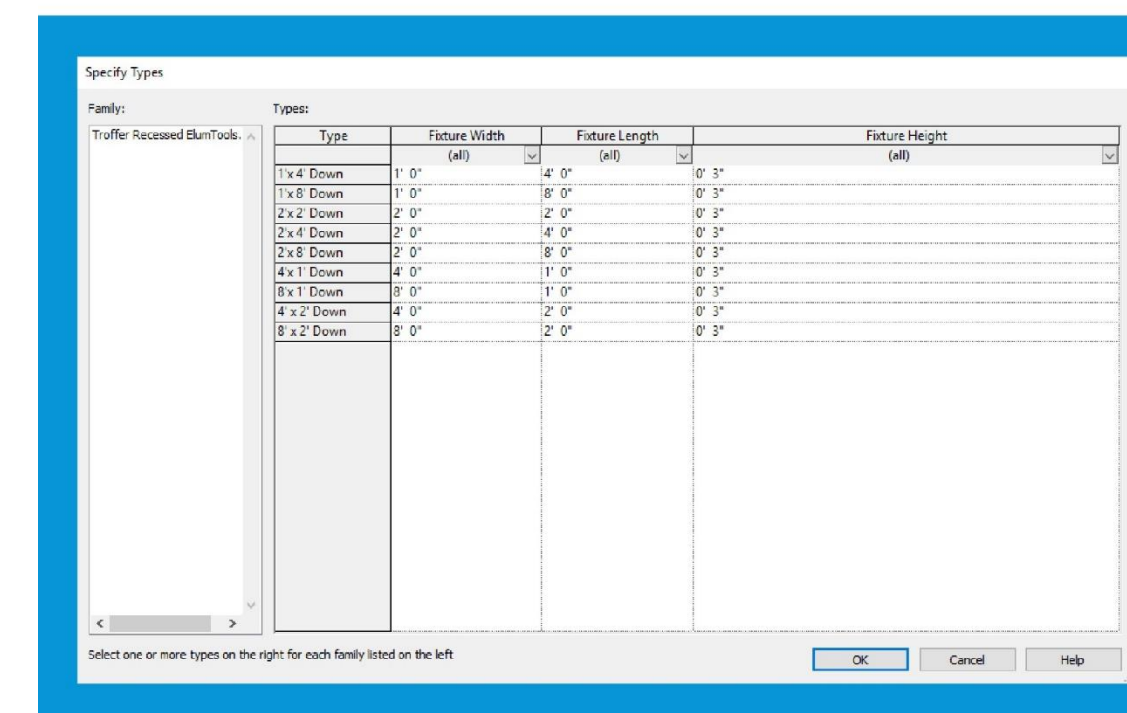 Specify Types
Family: Types:
Troffer Recessed ElumTools.
Type Fixture Width Fixture Length Fixture Height
(all) (all) (all)
1'x 4' Down 1' 0" 4' 0" 0' 3"
1'x 8' Down 1' 0" 8' 0" 0' 3"
2'x 2' Down 2' 0" 2' 0" 0' 3"
2'x 4' Down 2' 0" 4' 0" 0' 3"
2'x 8' Down 2' 0" 8' 0" 0' 3"
4'x 1' Down 4' 0" 1' 0" 0' 3"
8'x 1' Down 8' 0" 1' 0" 0' 3"
4' x 2' Down 4' 0" 2' 0" 0' 3"
8' x 2' Down 8' 0" 2' 0" 0' 3"
Select one or more types on the right for each family listed on the left
OK Cancel Help